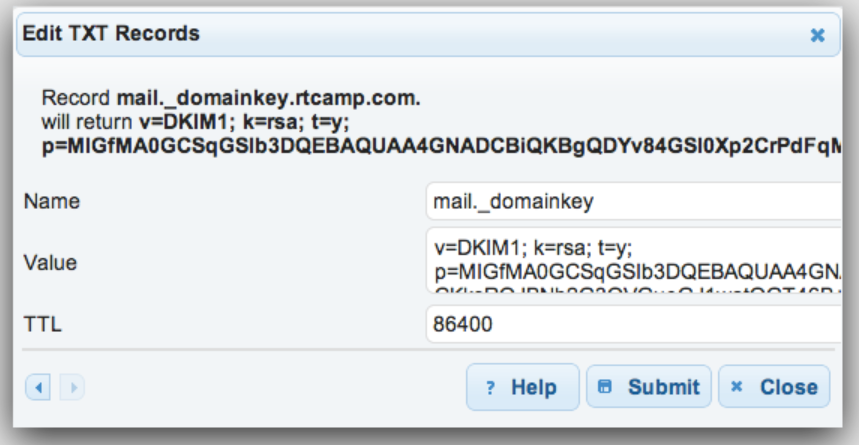 Edit TXT Records
Record mail._domainkey.rtcamp.com.
will return v=DKIM1; k=rsa; t=y;
p=MIGfMA0GCSqGSIb3DQEBAQUAA4GNADCBiQKBgQDYv84GSI0Xp2CrPdFqM
Name
mail._domainkey
Value
v=DKIM1; k=rsa; t=y;
p=MIGfMA0GCSqGSIb3DQEBAQUAA4GN
TTL
86400
? Help
Submit
Close